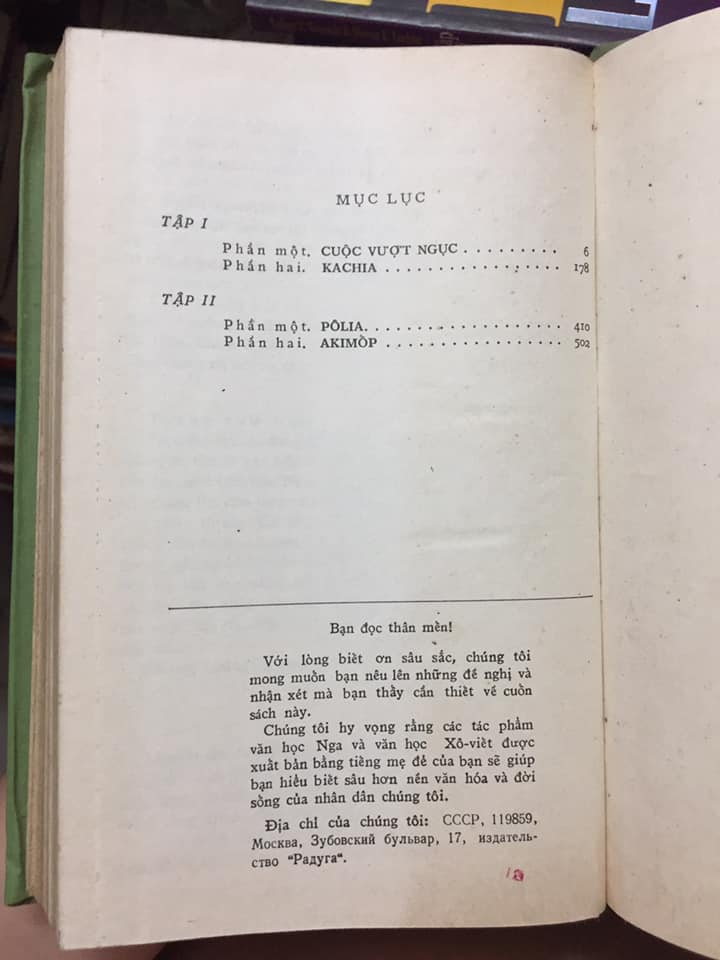 MỤC LỤC
TẬP I
Phần một. CUỘC VƯỢT NGỤC . . . . . . . . . 6
Phần hai. KACHIA . . . . . . . . . . . . . . . . . 178
TẬP II
Phần một. PÔLIA. . . . . . . . . . . . . . . . . . . . 410
Phần hai. AKIMỐP . . . . . . . . . . . . . . . . . 502
Bạn đọc thân mến!
Với lòng biết ơn sâu sắc, chúng tôi
mong muốn bạn nêu lên những đề nghị và
nhận xét mà bạn thấy cần thiết về cuốn
sách này.
Chúng tôi hy vọng rằng các tác phẩm
văn học Nga và văn học Xô-viết được
xuất bản bằng tiếng mẹ đẻ của bạn sẽ giúp
bạn hiểu biết sâu hơn nền văn hóa và đời
sống của nhân dân chúng tôi.
Địa chỉ của chúng tôi: CCCP, 119859,
Москва, Зубовский бульвар, 17, издатель-
ство “Радуга“.